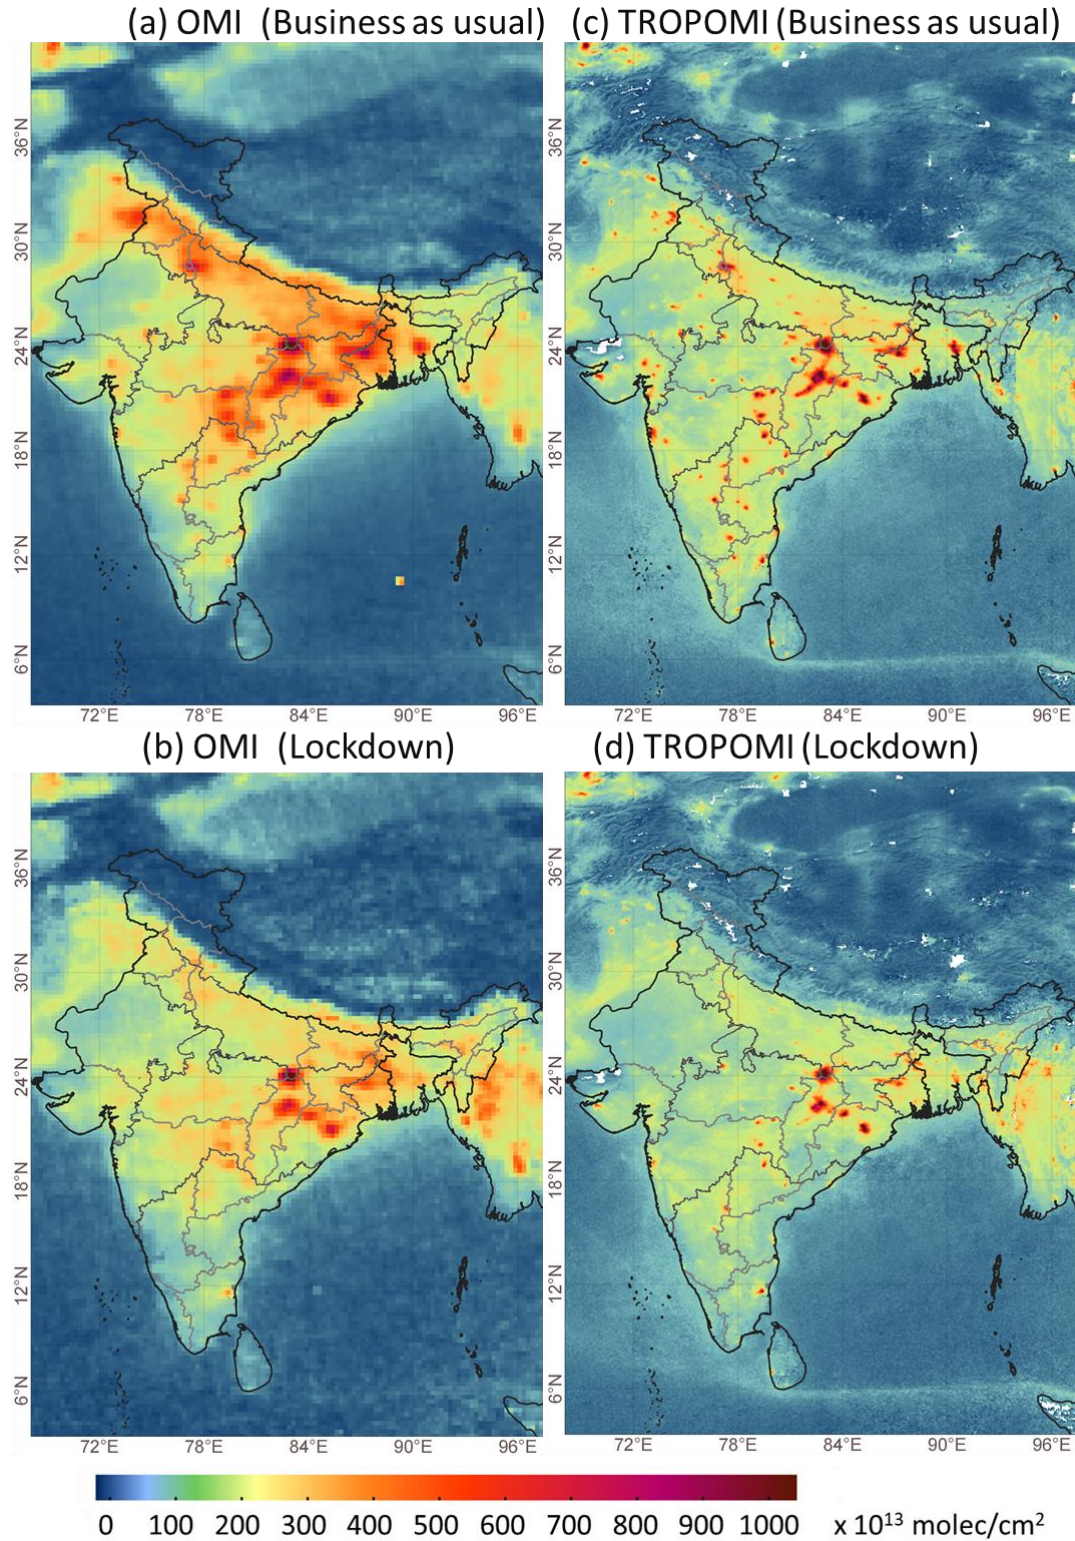 (a) OMI (Business as usual)
(c) TROPOMI (Business as usual)
36°N
30°N
24°N
18°N
12°N
6°N
72°E 78°E 84°E 90°E 96°E
36°N
30°N
24°N
18°N
12°N
6°N
72°E 78°E 84°E 90°E 96°E
(b) OMI (Lockdown)
(d) TROPOMI (Lockdown)
36°N
30°N
24°N
18°N
12°N
6°N
72°E 78°E 84°E 90°E 96°E
36°N
30°N
24°N
18°N
12°N
6°N
72°E 78°E 84°E 90°E 96°E
0 100 200 300 400 500 600 700 800 900 1000 x 10¹³ molec/cm²